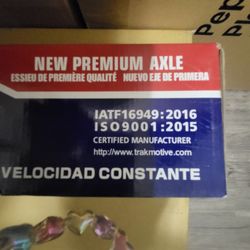 NEW PREMIUM AXLE
ESSIEU DE PREMIÈRE QUALITÉ NUEVO EJE DE PRIMERA
IATF16949:2016
ISO9001:2015
CERTIFIED MANUFACTURER
http://www.trakmotive.com
VELOCIDAD CONSTANTE